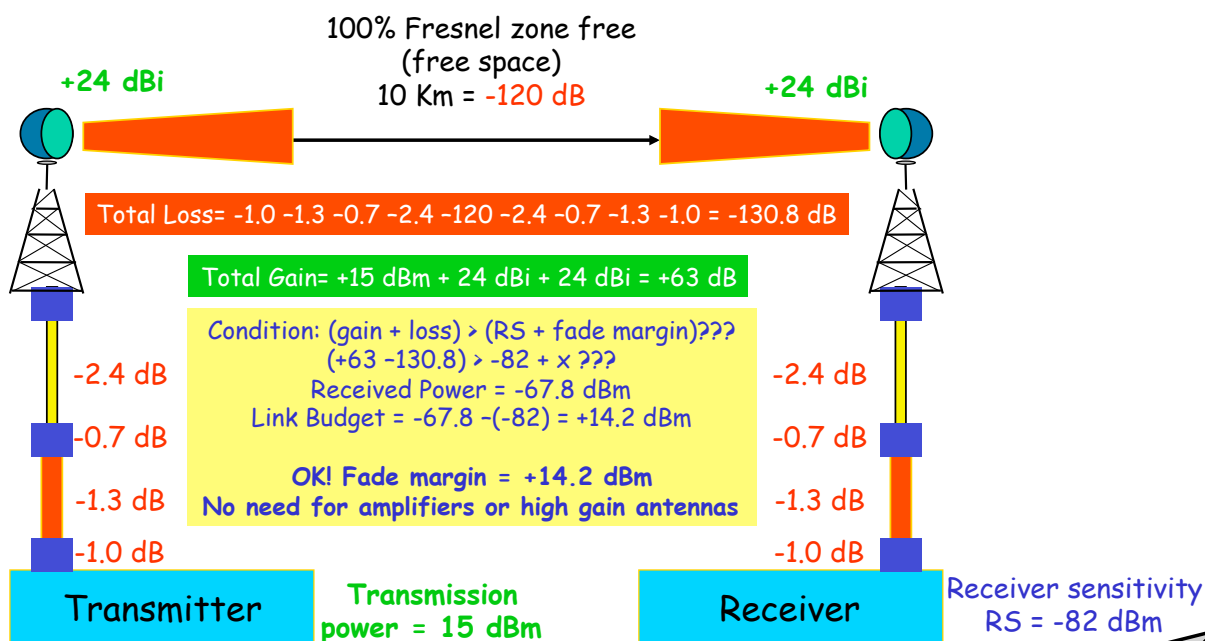 100% Fresnel zone free
(free space)
10 Km = -120 dB
+24 dBi
+24 dBi
Total Loss= -1.0 –1.3 –0.7 –2.4 –120 –2.4 –0.7 –1.3 -1.0 = -130.8 dB
Total Gain= +15 dBm + 24 dBi + 24 dBi = +63 dB
Condition: (gain + loss) > (RS + fade margin)???
(+63 –130.8) > -82 + x ???
Received Power = -67.8 dBm
Link Budget = -67.8 –(-82) = +14.2 dBm
OK! Fade margin = +14.2 dBm
No need for amplifiers or high gain antennas
-2.4 dB
-0.7 dB
-1.3 dB
-1.0 dB
-2.4 dB
-0.7 dB
-1.3 dB
-1.0 dB
Transmitter
Transmission
power = 15 dBm
Receiver
Receiver sensitivity
RS = -82 dBm